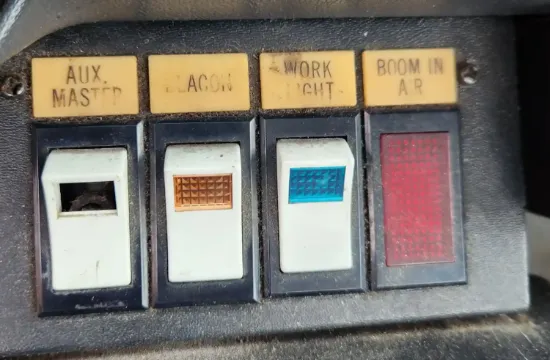 AUX.
MASTER
BEACON
WORK
LIGHT
BOOM IN
AIR